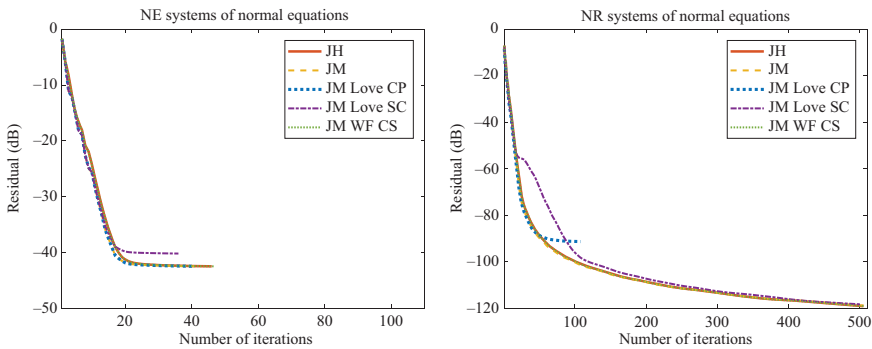 NE systems of normal equations
0
−10
−20
−30
−40
−50
Residual (dB)
20
40
60
80
100
Number of iterations
JH
JM
JM Love CP
JM Love SC
JM WF CS
NR systems of normal equations
0
−20
−40
−60
−80
−100
−120
Residual (dB)
100
200
300
400
500
Number of iterations
JH
JM
JM Love CP
JM Love SC
JM WF CS